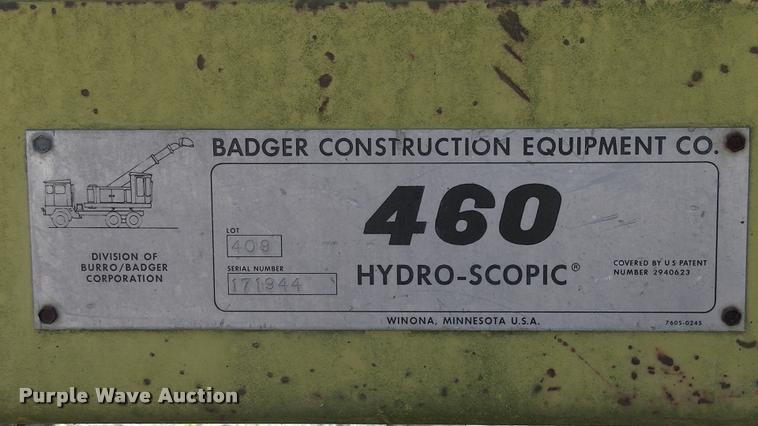 BADGER CONSTRUCTION EQUIPMENT CO.
460
HYDRO-SCOPIC®
LOT
409
SERIAL NUMBER
171944
DIVISION OF
BURRO/BADGER
CORPORATION
COVERED BY U S PATENT
NUMBER 2940623
WINONA, MINNESOTA U.S.A.
7605-0245
Purple Wave Auction